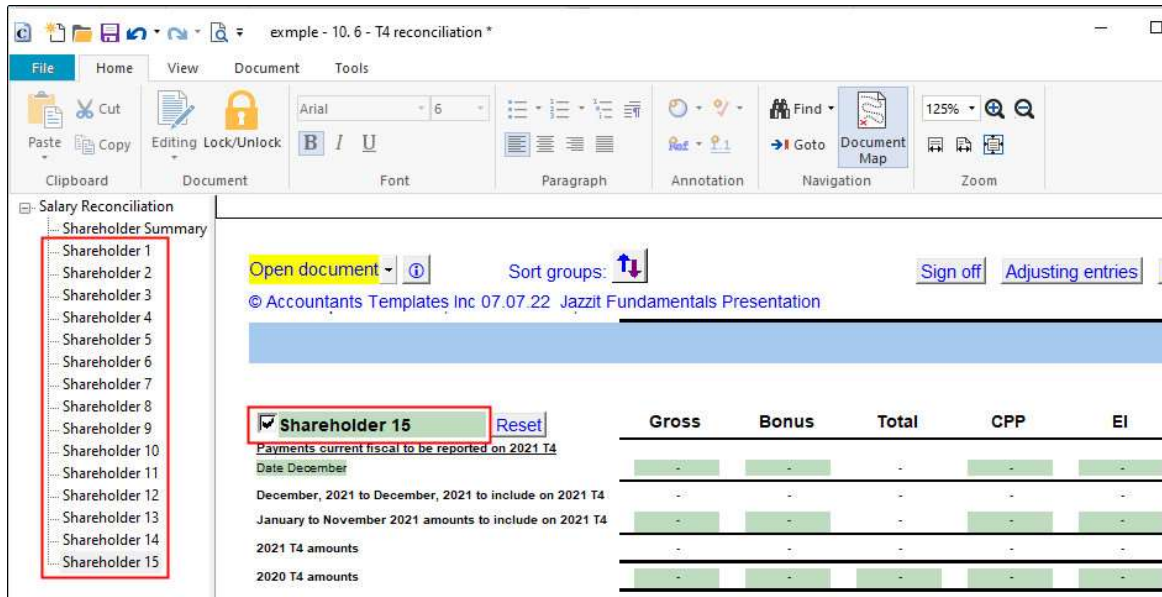 exmple - 10. 6 - T4 reconciliation *
File Home View Document Tools
Cut
Paste Copy
Clipboard
Editing Lock/Unlock
Document
Arial 6
B I U
Font
Paragraph
Ref 1
Annotation
Find
Goto Document Map
Navigation
125%
Zoom
Salary Reconciliation
Shareholder Summary
Shareholder 1
Shareholder 2
Shareholder 3
Shareholder 4
Shareholder 5
Shareholder 6
Shareholder 7
Shareholder 8
Shareholder 9
Shareholder 10
Shareholder 11
Shareholder 12
Shareholder 13
Shareholder 14
Shareholder 15
Open document Sort groups: Sign off Adjusting entries
© Accountants Templates Inc 07.07.22 Jazzit Fundamentals Presentation
Shareholder 15 Reset Gross Bonus Total CPP EI
Payments current fiscal to be reported on 2021 T4
Date December - - - - -
December, 2021 to December, 2021 to include on 2021 T4 - - - - -
January to November 2021 amounts to include on 2021 T4 - - - - -
2021 T4 amounts - - - - -
2020 T4 amounts - - - - -